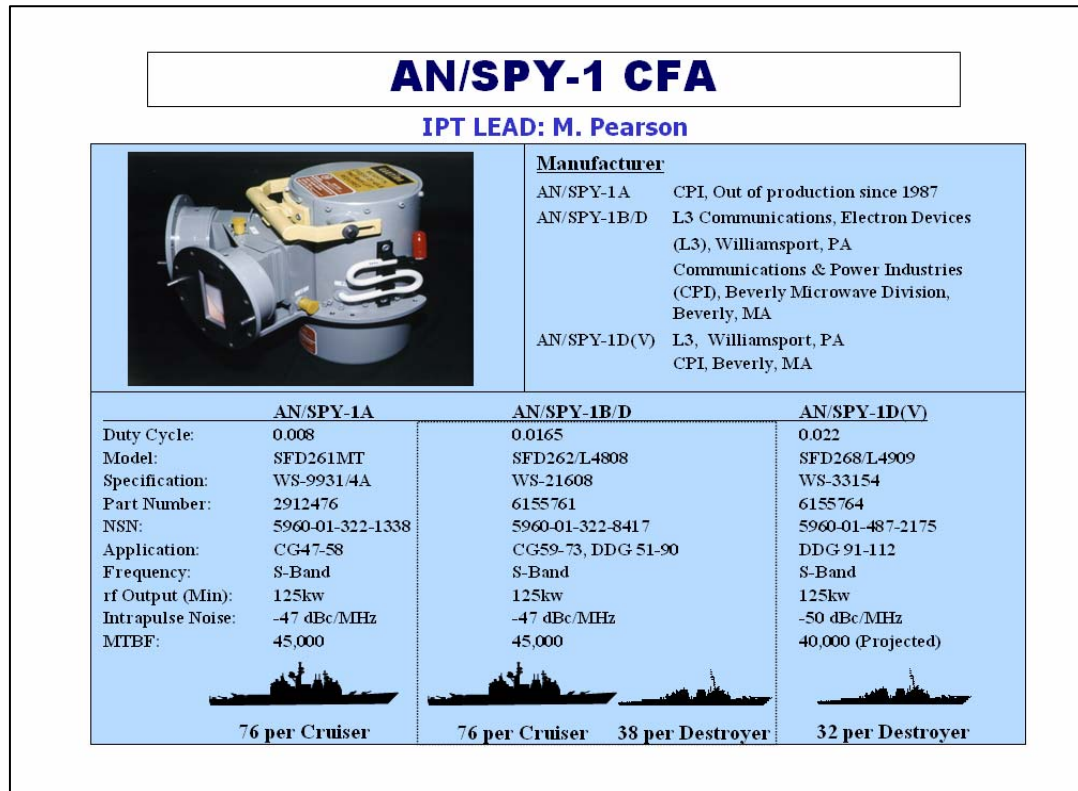 AN/SPY-1 CFA
IPT LEAD: M. Pearson
Manufacturer
AN/SPY-1A CPI, Out of production since 1987
AN/SPY-1B/D L3 Communications, Electron Devices
(L3), Williamsport, PA
Communications & Power Industries
(CPI), Beverly Microwave Division,
Beverly, MA
AN/SPY-1D(V) L3, Williamsport, PA
CPI, Beverly, MA
AN/SPY-1A AN/SPY-1B/D AN/SPY-1D(V)
Duty Cycle: 0.008 0.0165 0.022
Model: SFD261MT SFD262/L4808 SFD268/L4909
Specification: WS-9931/4A WS-21608 WS-33154
Part Number: 2912476 6155761 6155764
NSN: 5960-01-322-1338 5960-01-322-8417 5960-01-487-2175
Application: CG47-58 CG59-73, DDG 51-90 DDG 91-112
Frequency: S-Band S-Band S-Band
rf Output (Min): 125kw 125kw 125kw
Intrapulse Noise: -47 dBc/MHz -47 dBc/MHz -50 dBc/MHz
MTBF: 45,000 45,000 40,000 (Projected)
76 per Cruiser 76 per Cruiser 38 per Destroyer 32 per Destroyer